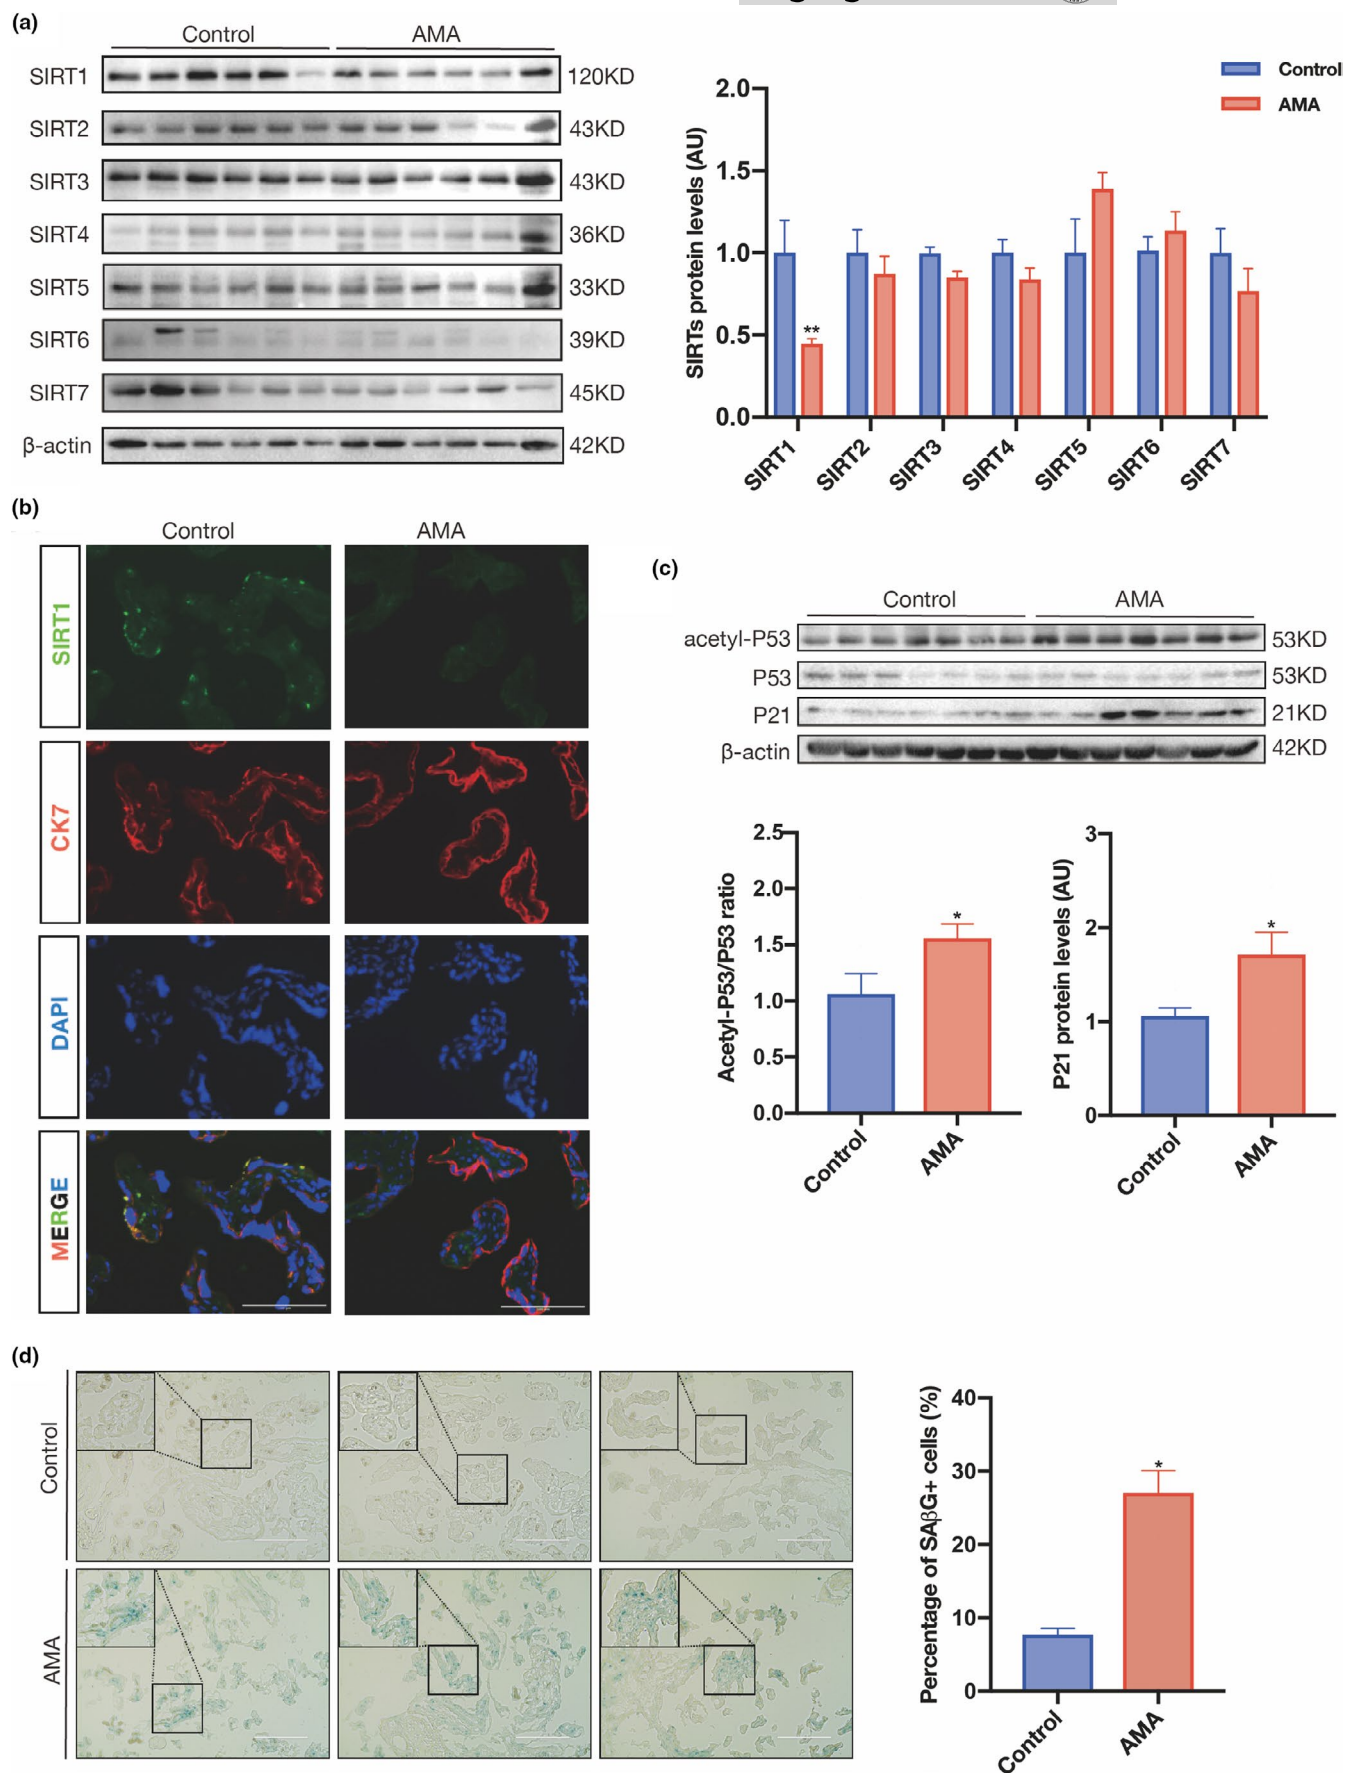 (a)
Control AMA
SIRT1 120KD
SIRT2 43KD
SIRT3 43KD
SIRT4 36KD
SIRT5 33KD
SIRT6 39KD
SIRT7 45KD
β-actin 42KD
Control
AMA
SIRTs protein levels (AU)
2.0
1.5
1.0
0.5
0.0
**
SIRT1 SIRT2 SIRT3 SIRT4 SIRT5 SIRT6 SIRT7
(b)
Control AMA
SIRT1
CK7
DAPI
MERGE
(c)
Control AMA
acetyl-P53 53KD
P53 53KD
P21 21KD
β-actin 42KD
Acetyl-P53/P53 ratio
2.5
2.0
1.5
1.0
0.5
0.0
*
Control AMA
P21 protein levels (AU)
3
2
1
0
*
Control AMA
(d)
Control
AMA
Percentage of SAβG+ cells (%)
40
30
20
10
0
*
Control AMA